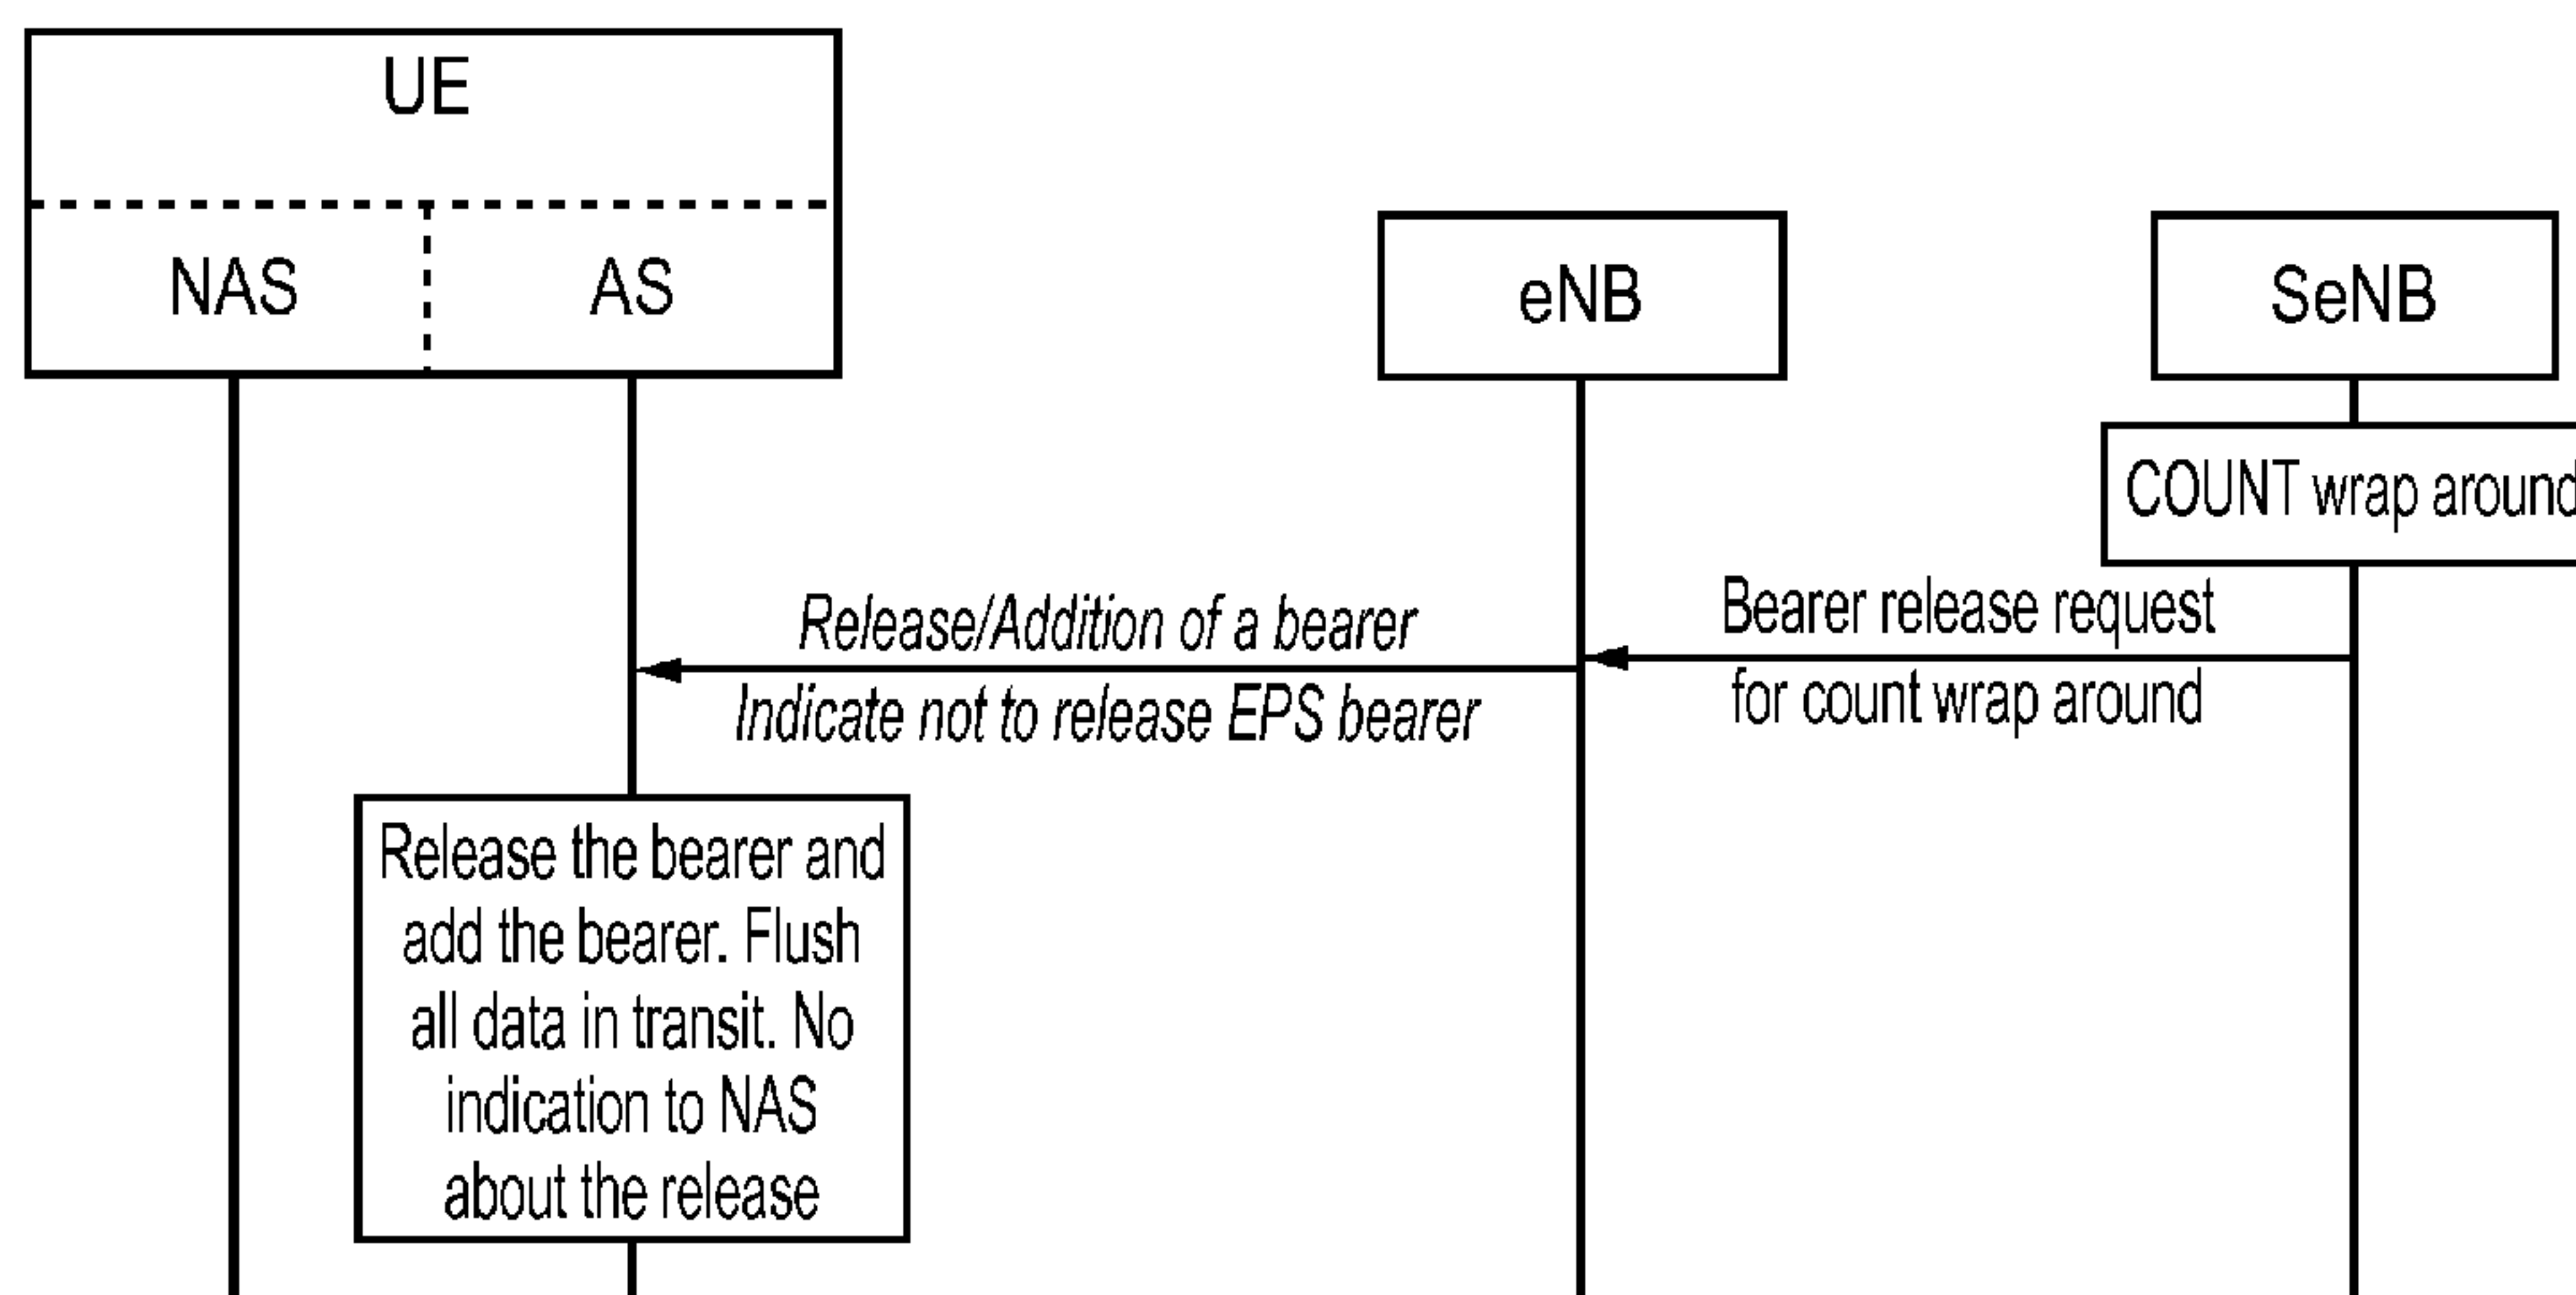 UE
NAS
AS
eNB
SeNB
COUNT wrap around
Release/Addition of a bearer
Indicate not to release EPS bearer
Bearer release request
for count wrap around
Release the bearer and
add the bearer. Flush
all data in transit. No
indication to NAS
about the release